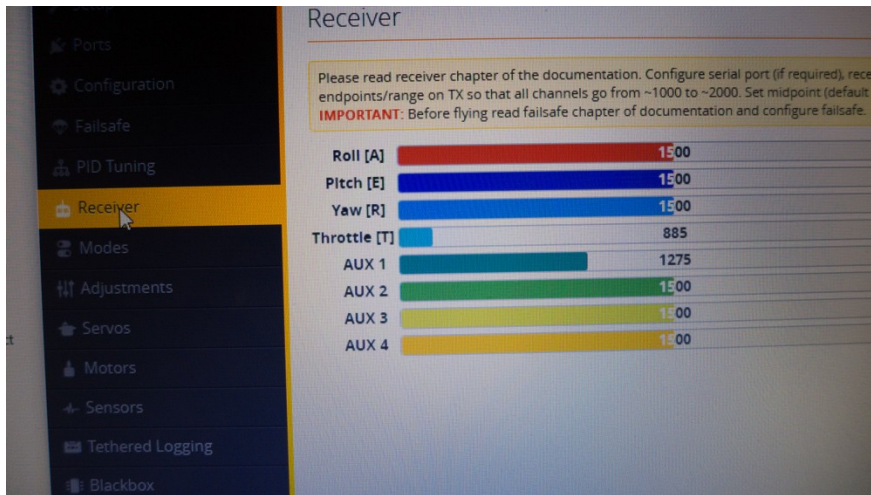 Setup
Ports
Configuration
Failsafe
PID Tuning
Receiver
Modes
Adjustments
Servos
Motors
Sensors
Tethered Logging
Blackbox
Receiver
Please read receiver chapter of the documentation. Configure serial port (if required), rece
endpoints/range on TX so that all channels go from ~1000 to ~2000. Set midpoint (default
IMPORTANT: Before flying read failsafe chapter of documentation and configure failsafe.
Roll [A] 1500
Pitch [E] 1500
Yaw [R] 1500
Throttle [T] 885
AUX 1 1275
AUX 2 1500
AUX 3 1500
AUX 4 1500